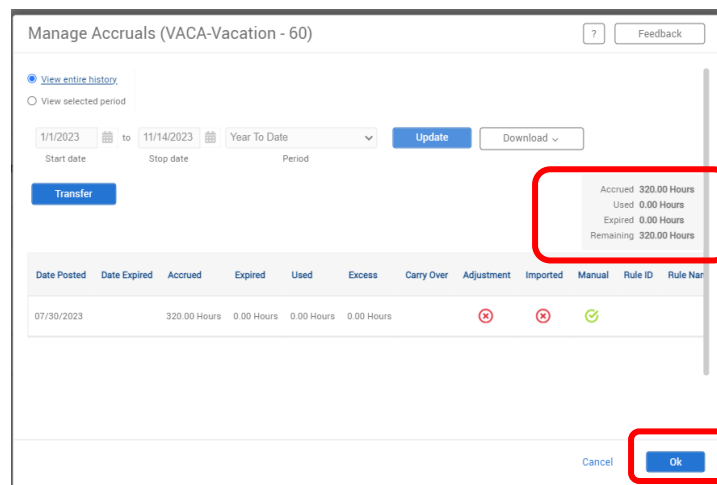 Manage Accruals (VACA-Vacation - 60)
? Feedback
View entire history
View selected period
1/1/2023 to 11/14/2023 Year To Date Update Download
Start date Stop date Period
Transfer
Accrued 320.00 Hours
Used 0.00 Hours
Expired 0.00 Hours
Remaining 320.00 Hours
Date Posted Date Expired Accrued Expired Used Excess Carry Over Adjustment Imported Manual Rule ID Rule Nar
07/30/2023 320.00 Hours 0.00 Hours 0.00 Hours 0.00 Hours
Cancel Ok